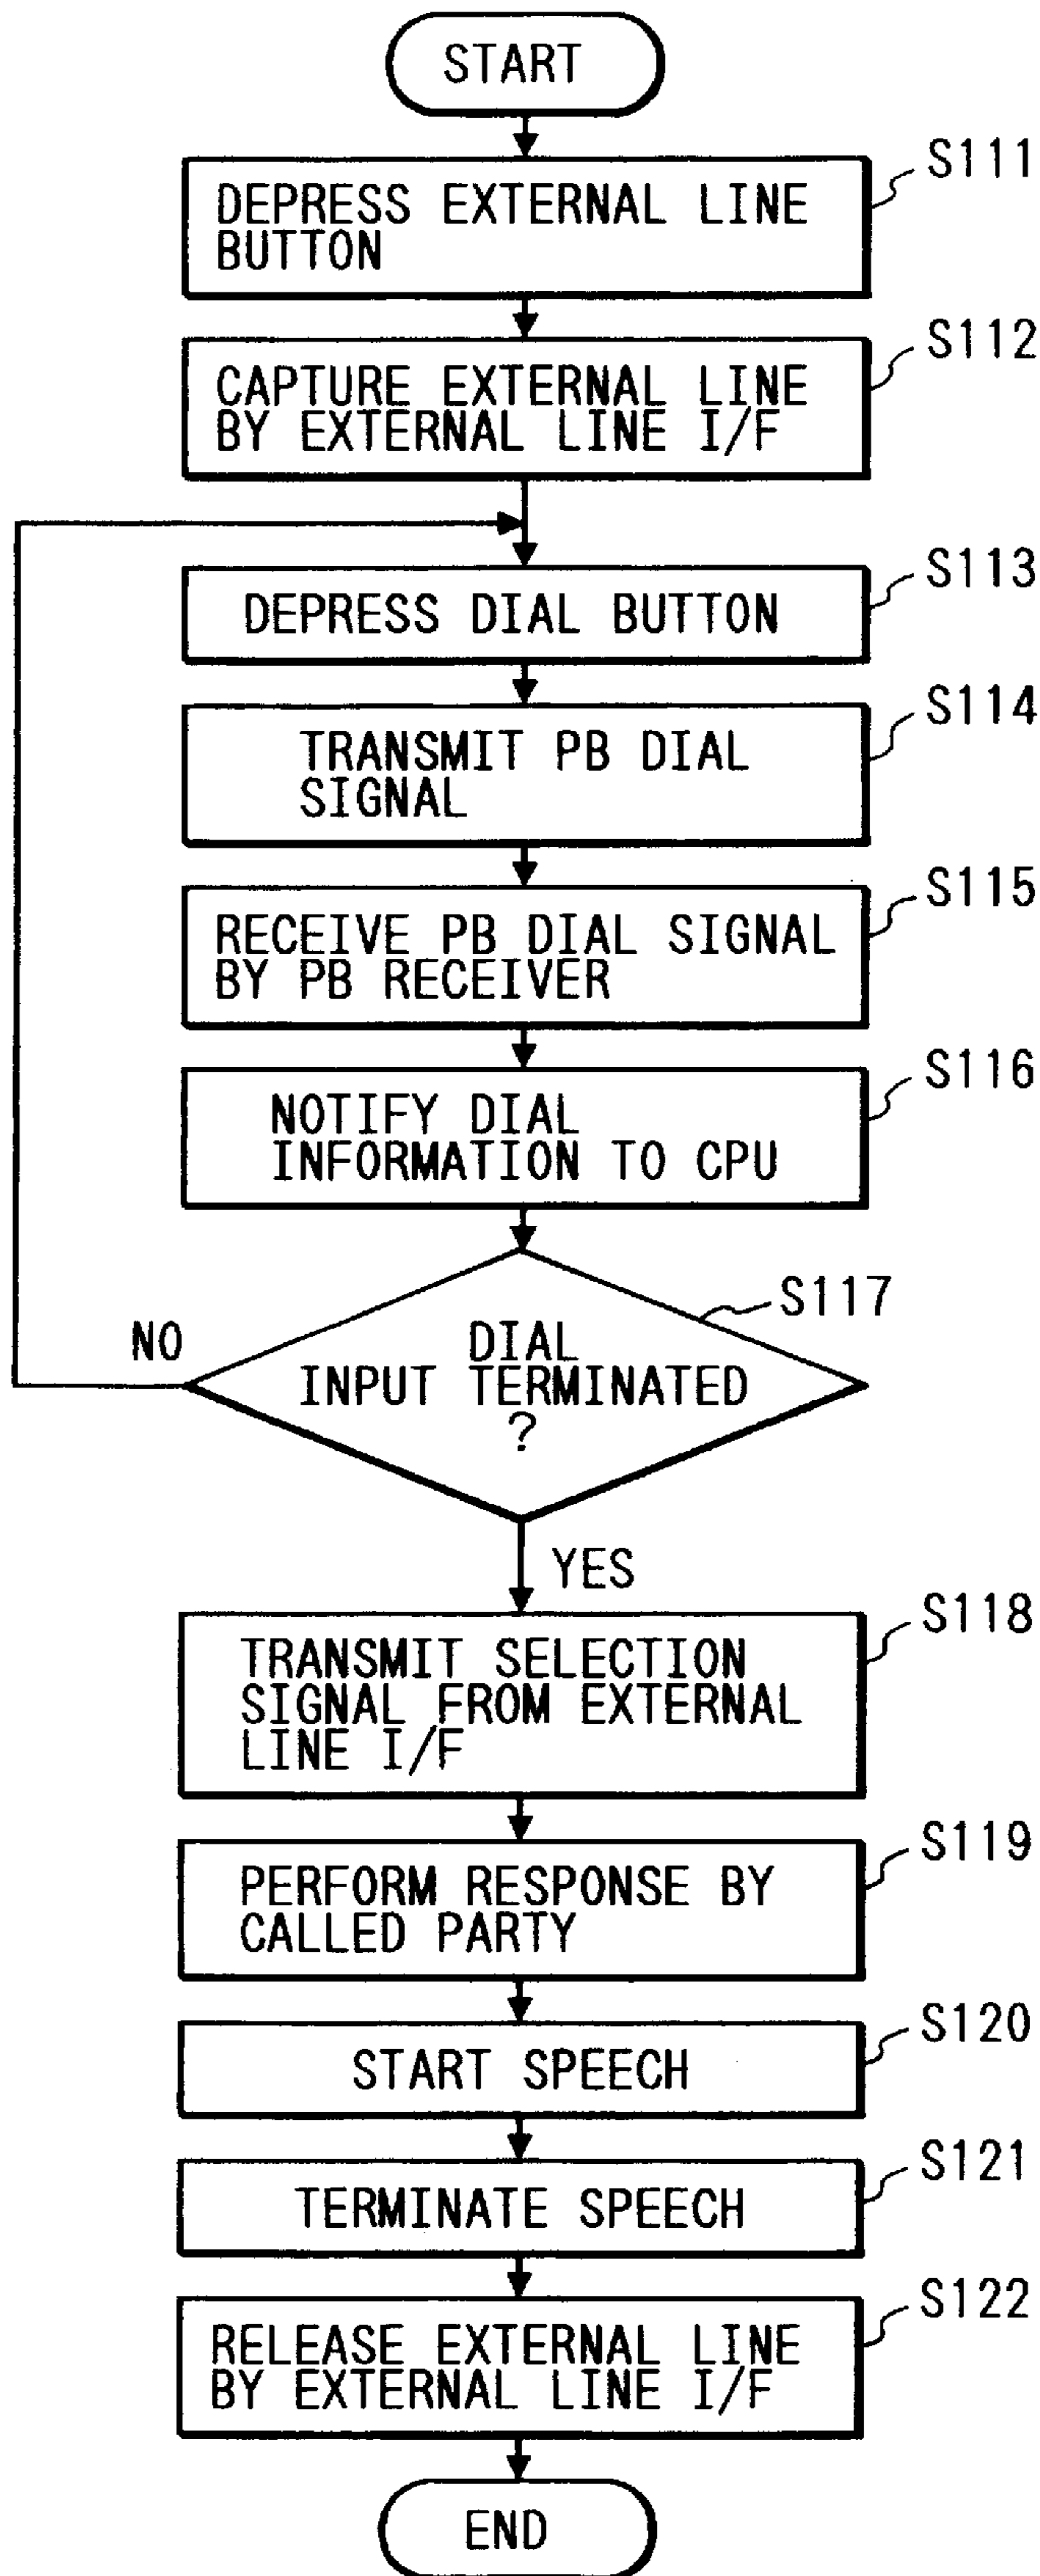 START
S111
DEPRESS EXTERNAL LINE
BUTTON
S112
CAPTURE EXTERNAL LINE
BY EXTERNAL LINE I/F
S113
DEPRESS DIAL BUTTON
S114
TRANSMIT PB DIAL
SIGNAL
S115
RECEIVE PB DIAL SIGNAL
BY PB RECEIVER
S116
NOTIFY DIAL
INFORMATION TO CPU
S117
NO
DIAL
INPUT TERMINATED
?
YES
S118
TRANSMIT SELECTION
SIGNAL FROM EXTERNAL
LINE I/F
S119
PERFORM RESPONSE BY
CALLED PARTY
S120
START SPEECH
S121
TERMINATE SPEECH
S122
RELEASE EXTERNAL LINE
BY EXTERNAL LINE I/F
END